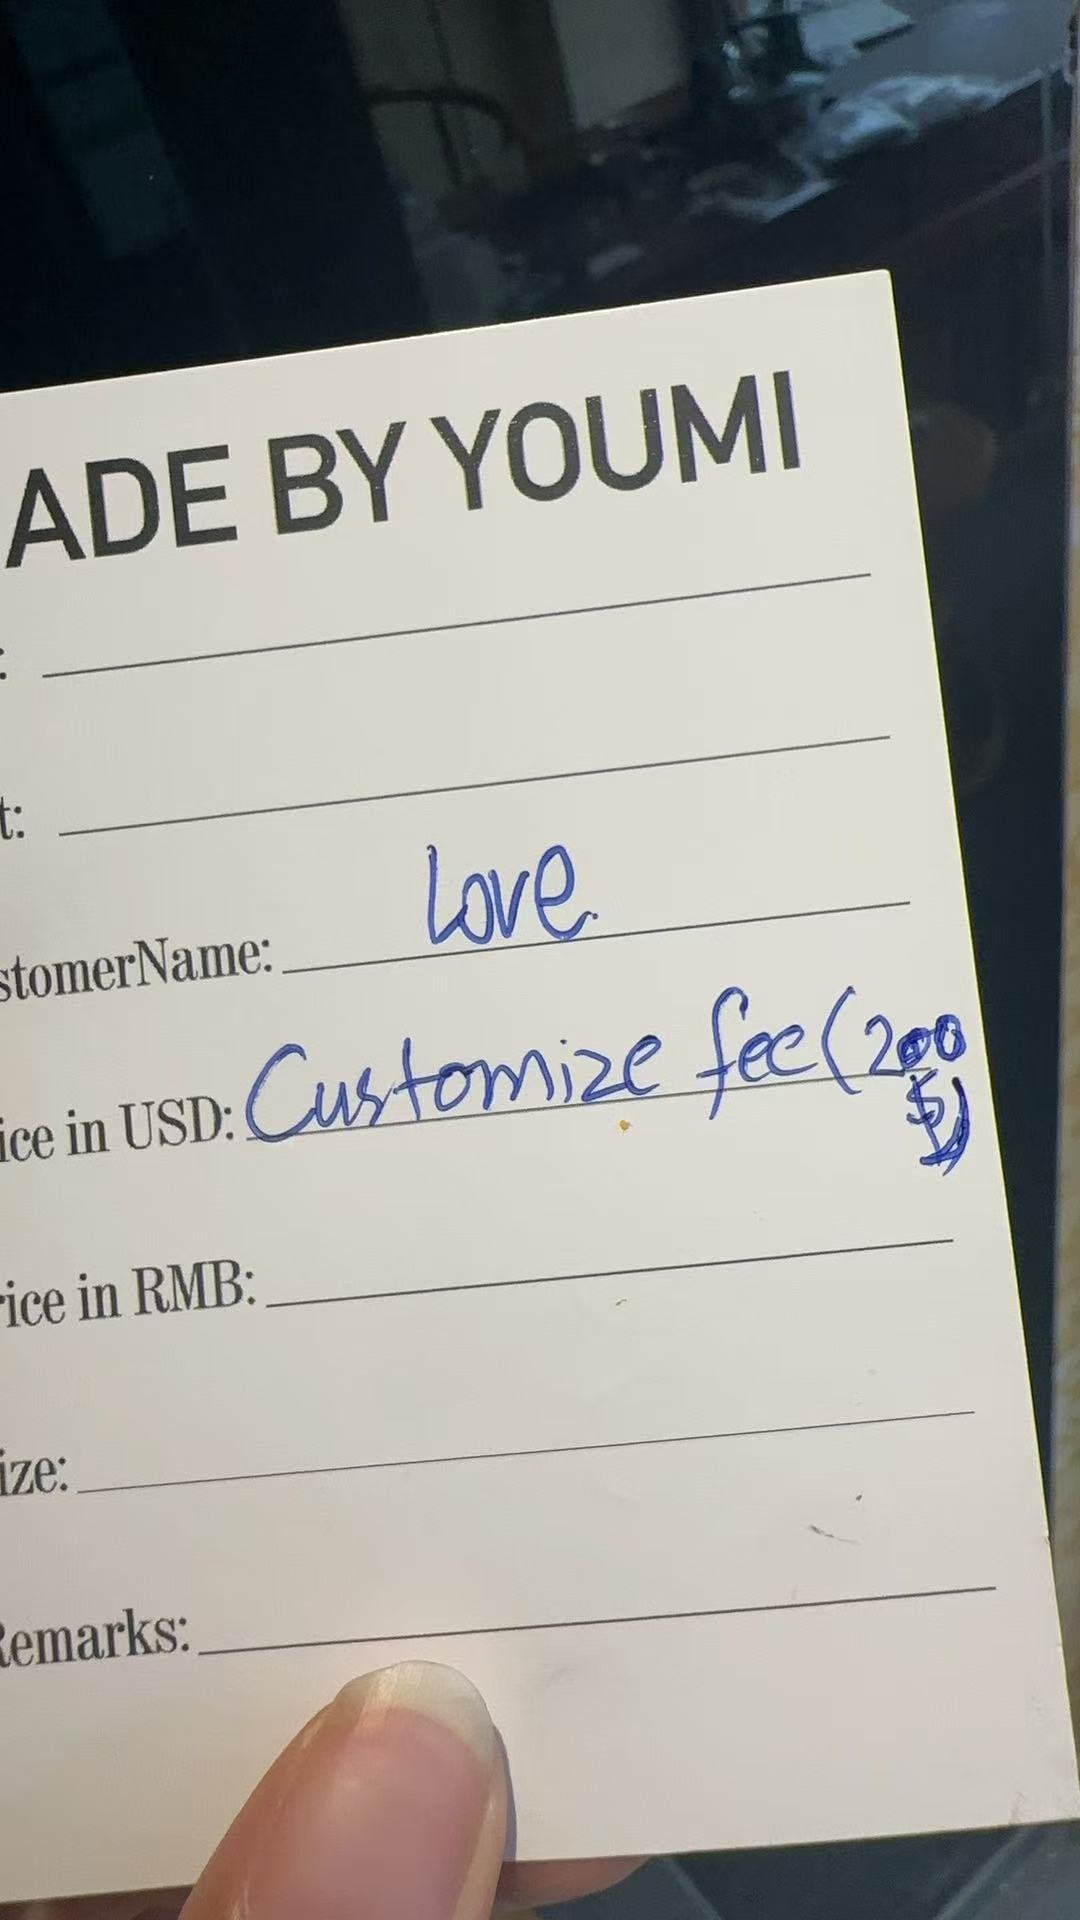 ADE BY YOUMI
:
t:
stomerName: Love
ice in USD: Customize fee (200
$)
rice in RMB:
ize:
Remarks: